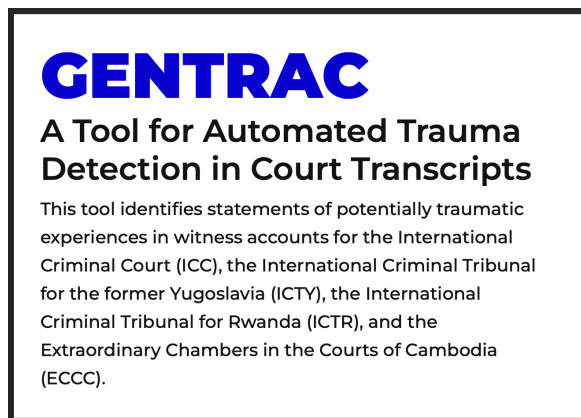 GENTRAC
A Tool for Automated Trauma
Detection in Court Transcripts
This tool identifies statements of potentially traumatic
experiences in witness accounts for the International
Criminal Court (ICC), the International Criminal Tribunal
for the former Yugoslavia (ICTY), the International
Criminal Tribunal for Rwanda (ICTR), and the
Extraordinary Chambers in the Courts of Cambodia
(ECCC).